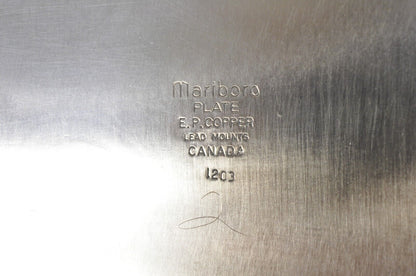 Marlboro
PLATE
E.P. COPPER
LEAD MOUNTS
CANADA
1203
2